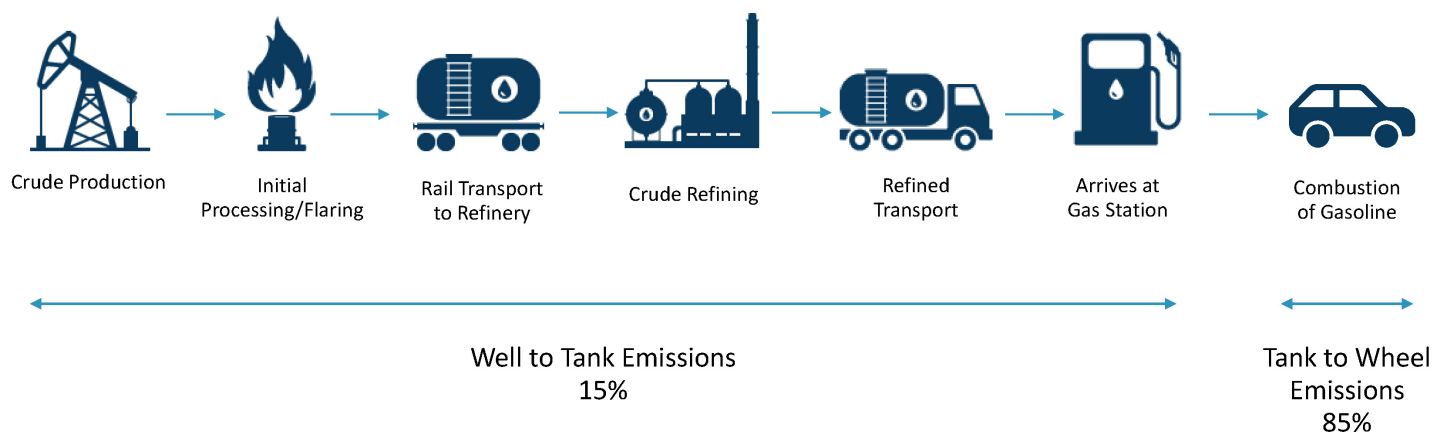 Crude Production
Initial
Processing/Flaring
Rail Transport
to Refinery
Crude Refining
Refined
Transport
Arrives at
Gas Station
Combustion
of Gasoline
Well to Tank Emissions
15%
Tank to Wheel
Emissions
85%